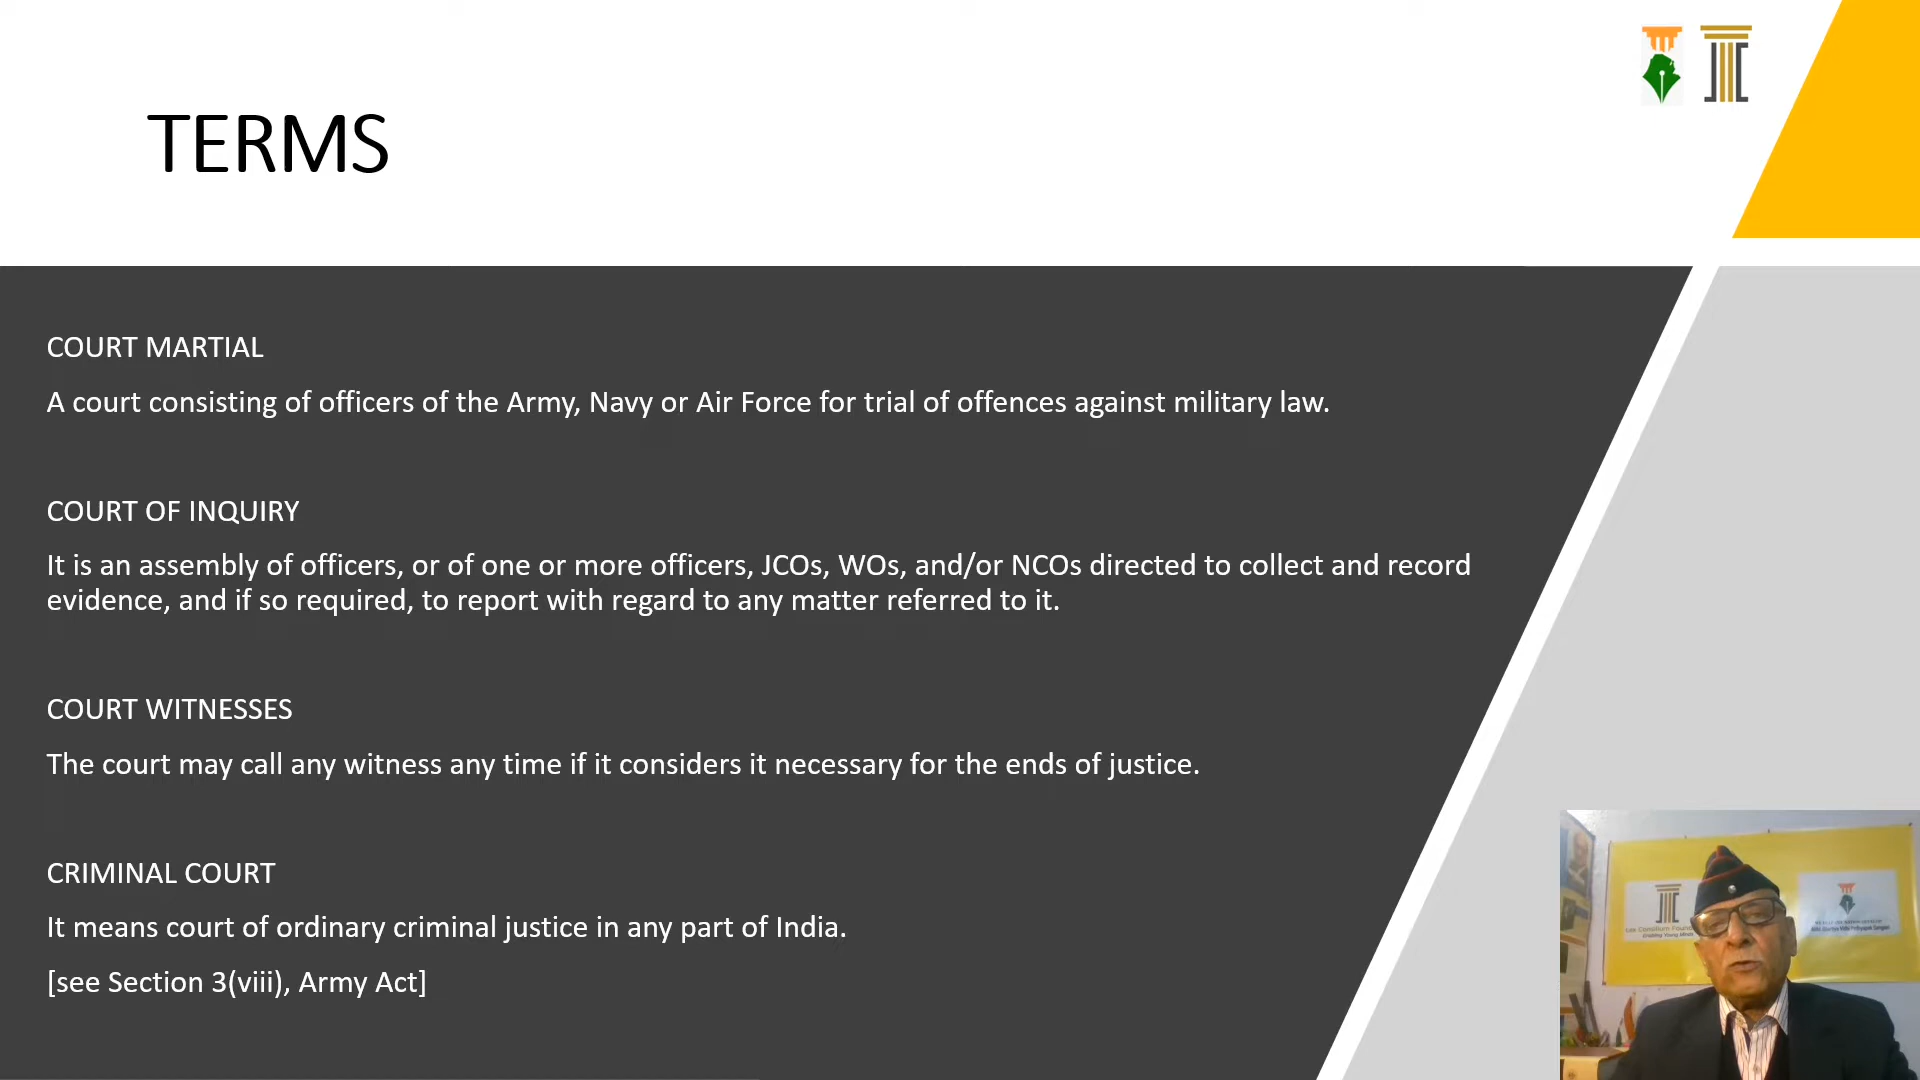 TERMS
COURT MARTIAL
A court consisting of officers of the Army, Navy or Air Force for trial of offences against military law.
COURT OF INQUIRY
It is an assembly of officers, or of one or more officers, JCOs, WOs, and/or NCOs directed to collect and record
evidence, and if so required, to report with regard to any matter referred to it.
COURT WITNESSES
The court may call any witness any time if it considers it necessary for the ends of justice.
CRIMINAL COURT
It means court of ordinary criminal justice in any part of India.
[see Section 3(viii), Army Act]
Lex Consilium